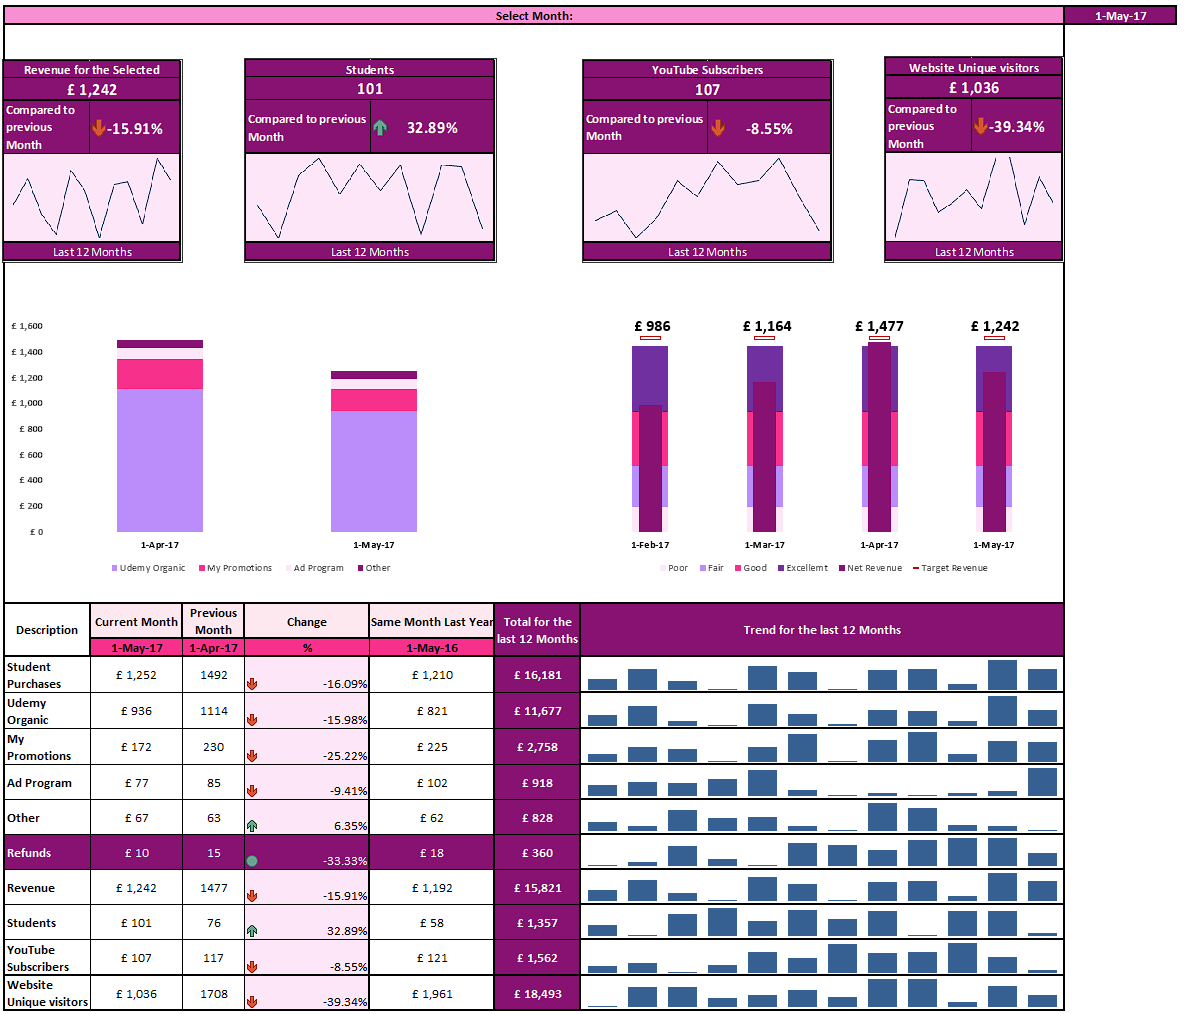 Select Month:
1-May-17
Revenue for the Selected
£ 1,242
Compared to
previous
Month
-15.91%
Last 12 Months
Students
101
Compared to previous
Month
32.89%
Last 12 Months
YouTube Subscribers
107
Compared to previous
Month
-8.55%
Last 12 Months
Website Unique visitors
£ 1,036
Compared to
previous
Month
-39.34%
Last 12 Months
£ 1,600
£ 1,400
£ 1,200
£ 1,000
£ 800
£ 600
£ 400
£ 200
£ 0
1-Apr-17
1-May-17
Udemy Organic
My Promotions
Ad Program
Other
£ 986
£ 1,164
£ 1,477
£ 1,242
1-Feb-17
1-Mar-17
1-Apr-17
1-May-17
Poor
Fair
Good
Excellemt
Net Revenue
Target Revenue
Description
Current Month
Previous
Month
Change
Same Month Last Year
Total for the
last 12 Months
Trend for the last 12 Months
1-May-17
1-Apr-17
%
1-May-16
Student
Purchases
£ 1,252
1492
-16.09%
£ 1,210
£ 16,181
Udemy
Organic
£ 936
1114
-15.98%
£ 821
£ 11,677
My
Promotions
£ 172
230
-25.22%
£ 225
£ 2,758
Ad Program
£ 77
85
-9.41%
£ 102
£ 918
Other
£ 67
63
6.35%
£ 62
£ 828
Refunds
£ 10
15
-33.33%
£ 18
£ 360
Revenue
£ 1,242
1477
-15.91%
£ 1,192
£ 15,821
Students
£ 101
76
32.89%
£ 58
£ 1,357
YouTube
Subscribers
£ 107
117
-8.55%
£ 121
£ 1,562
Website
Unique visitors
£ 1,036
1708
-39.34%
£ 1,961
£ 18,493